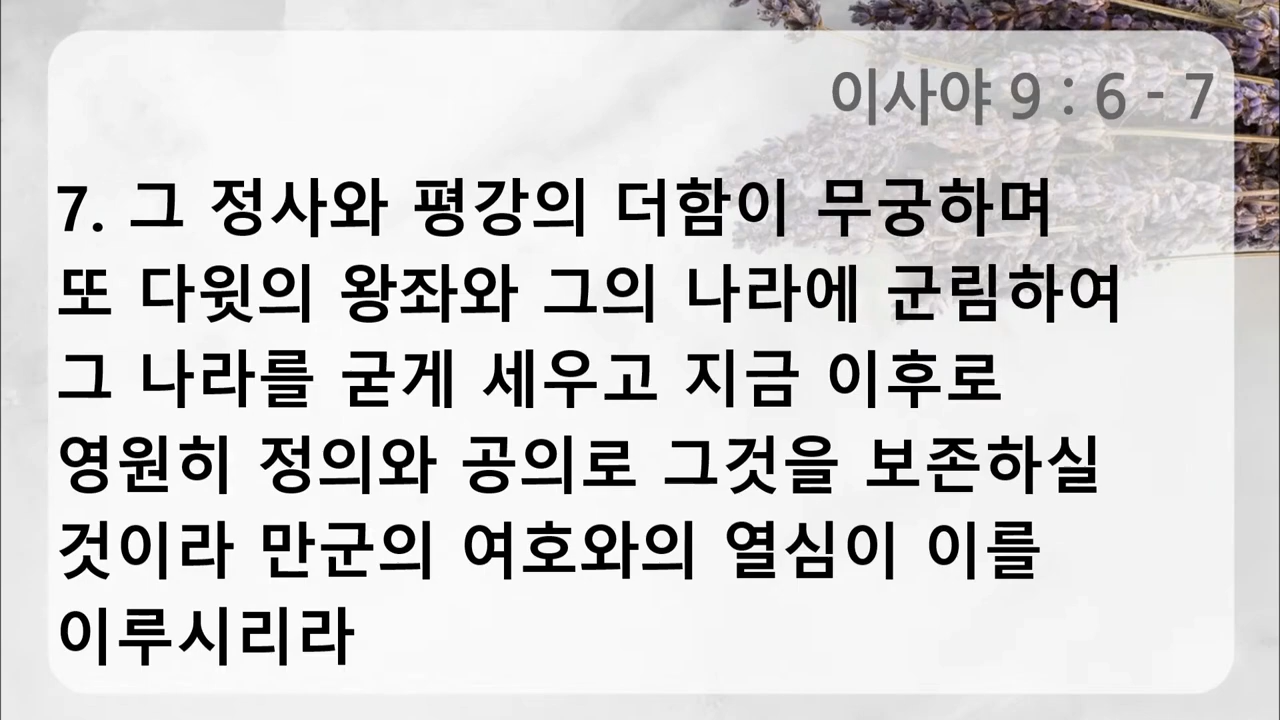 이사야 9 : 6 - 7
7. 그 정사와 평강의 더함이 무궁하며
또 다윗의 왕좌와 그의 나라에 군림하여
그 나라를 굳게 세우고 지금 이후로
영원히 정의와 공의로 그것을 보존하실
것이라 만군의 여호와의 열심이 이를
이루시리라